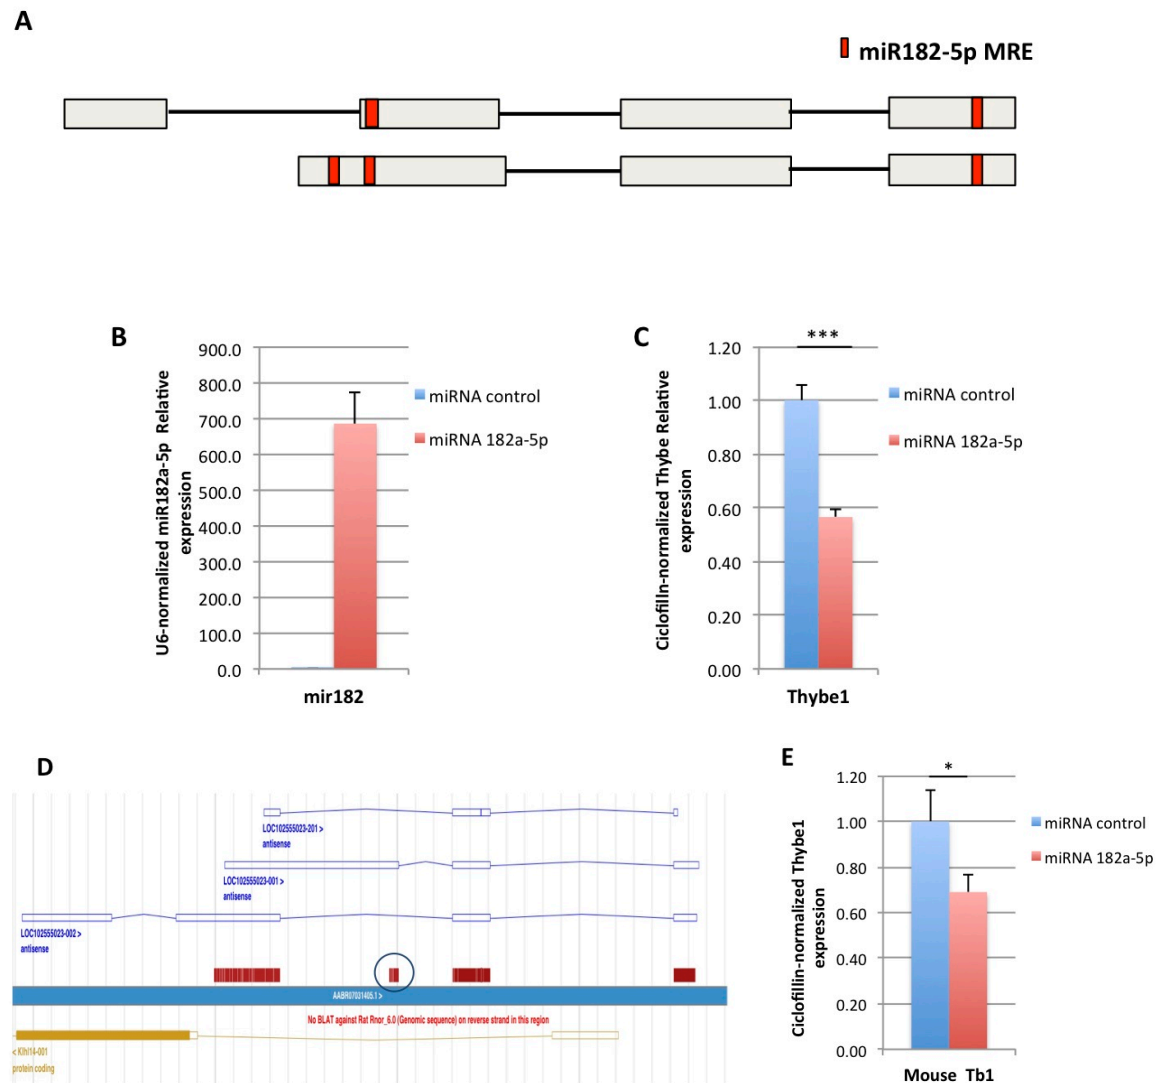 A
miR182-5p MRE
B
U6-normalized miR182a-5p Relative
expression
900.0
800.0
700.0
600.0
500.0
400.0
300.0
200.0
100.0
0.0
mir182
miRNA control
miRNA 182a-5p
C
Ciclofilln-normalized Thybe Relative
expression
1.20
1.00
0.80
0.60
0.40
0.20
0.00
***
Thybe1
miRNA control
miRNA 182a-5p
D
LOC102555023-201 >
antisense
LOC102555023-001 >
antisense
LOC102555023-002 >
antisense
AABR07031405.1 >
No BLAT against Rat Rnor_6.0 (Genomic sequence) on reverse strand in this region
< Klhl14-001
protein coding
E
Ciclofillin-normalized Thybe1
expression
1.20
1.00
0.80
0.60
0.40
0.20
0.00
*
Mouse Tb1
miRNA control
miRNA 182a-5p